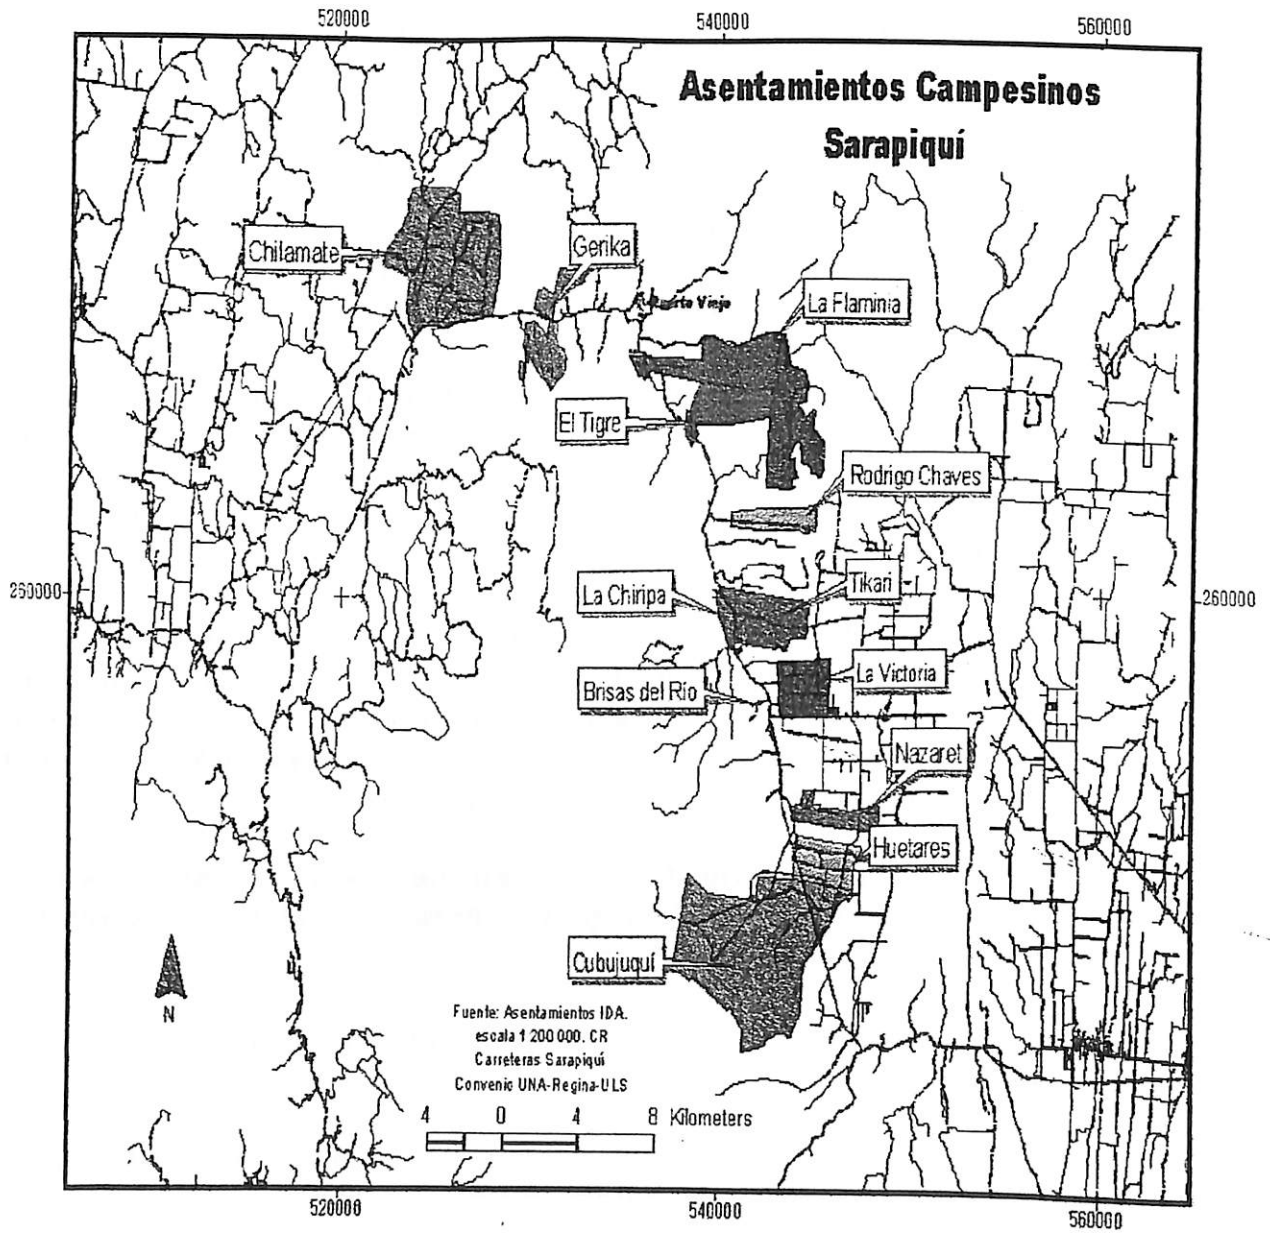 520000
540000
560000
Asentamientos Campesinos
Sarapiquí
Chilamate
Gerika
Puerto Viejo
La Flaminia
El Tigre
Rodrigo Chaves
260000
La Chiripa
Tikari
260000
Brisas del Río
La Victoria
Nazaret
Huetares
Cubujuquí
N
Fuente: Asentamientos IDA.
escala 1 200 000. CR
Carreteras Sarapiquí
Convenio UNA-Regina-ULS
4 0 4 8 Kilometers
520000
540000
560000